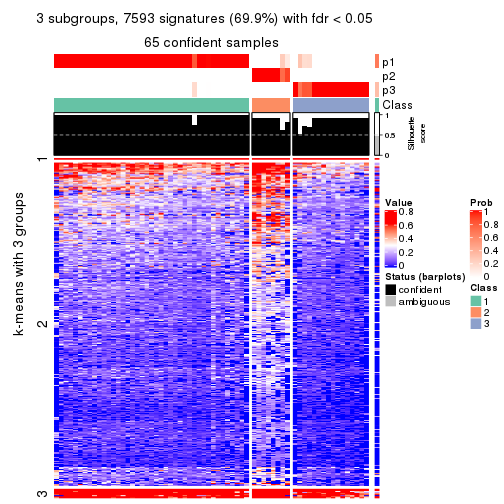 3 subgroups, 7593 signatures (69.9%) with fdr < 0.05
65 confident samples
p1
p2
p3
Class
1
0.5
0
Silhouette
score
k-means with 3 groups
1
2
3
Value
0.8
0.6
0.4
0.2
0
Status (barplots)
confident
ambiguous
Prob
1
0.8
0.6
0.4
0.2
0
Class
1
2
3